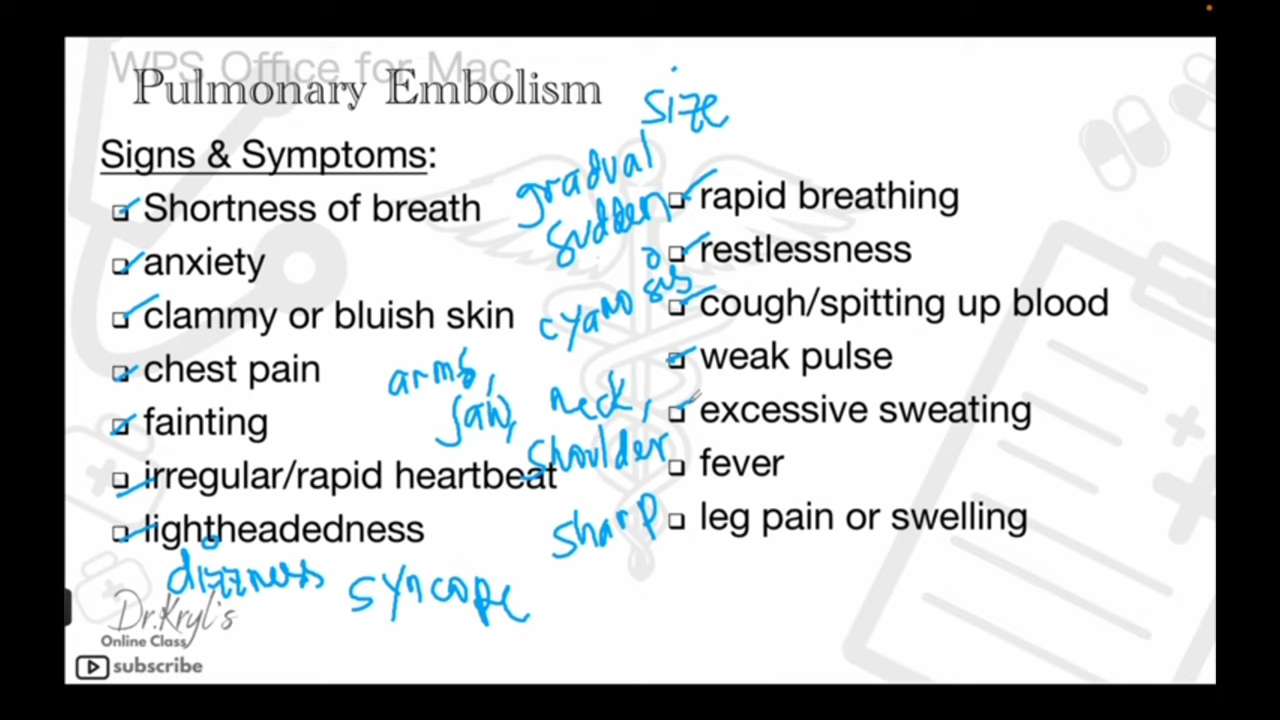 WPS Office for Mac
Pulmonary Embolism
Signs & Symptoms:
Shortness of breath
anxiety
clammy or bluish skin
chest pain
fainting
irregular/rapid heartbeat
lightheadedness
dizzness
syncope
size
gradual
sudden
cyanosis
arms,
jaw,
neck,
shoulder
sharp
rapid breathing
restlessness
cough/spitting up blood
weak pulse
excessive sweating
fever
leg pain or swelling
Dr.Kryl's
Online Class
subscribe